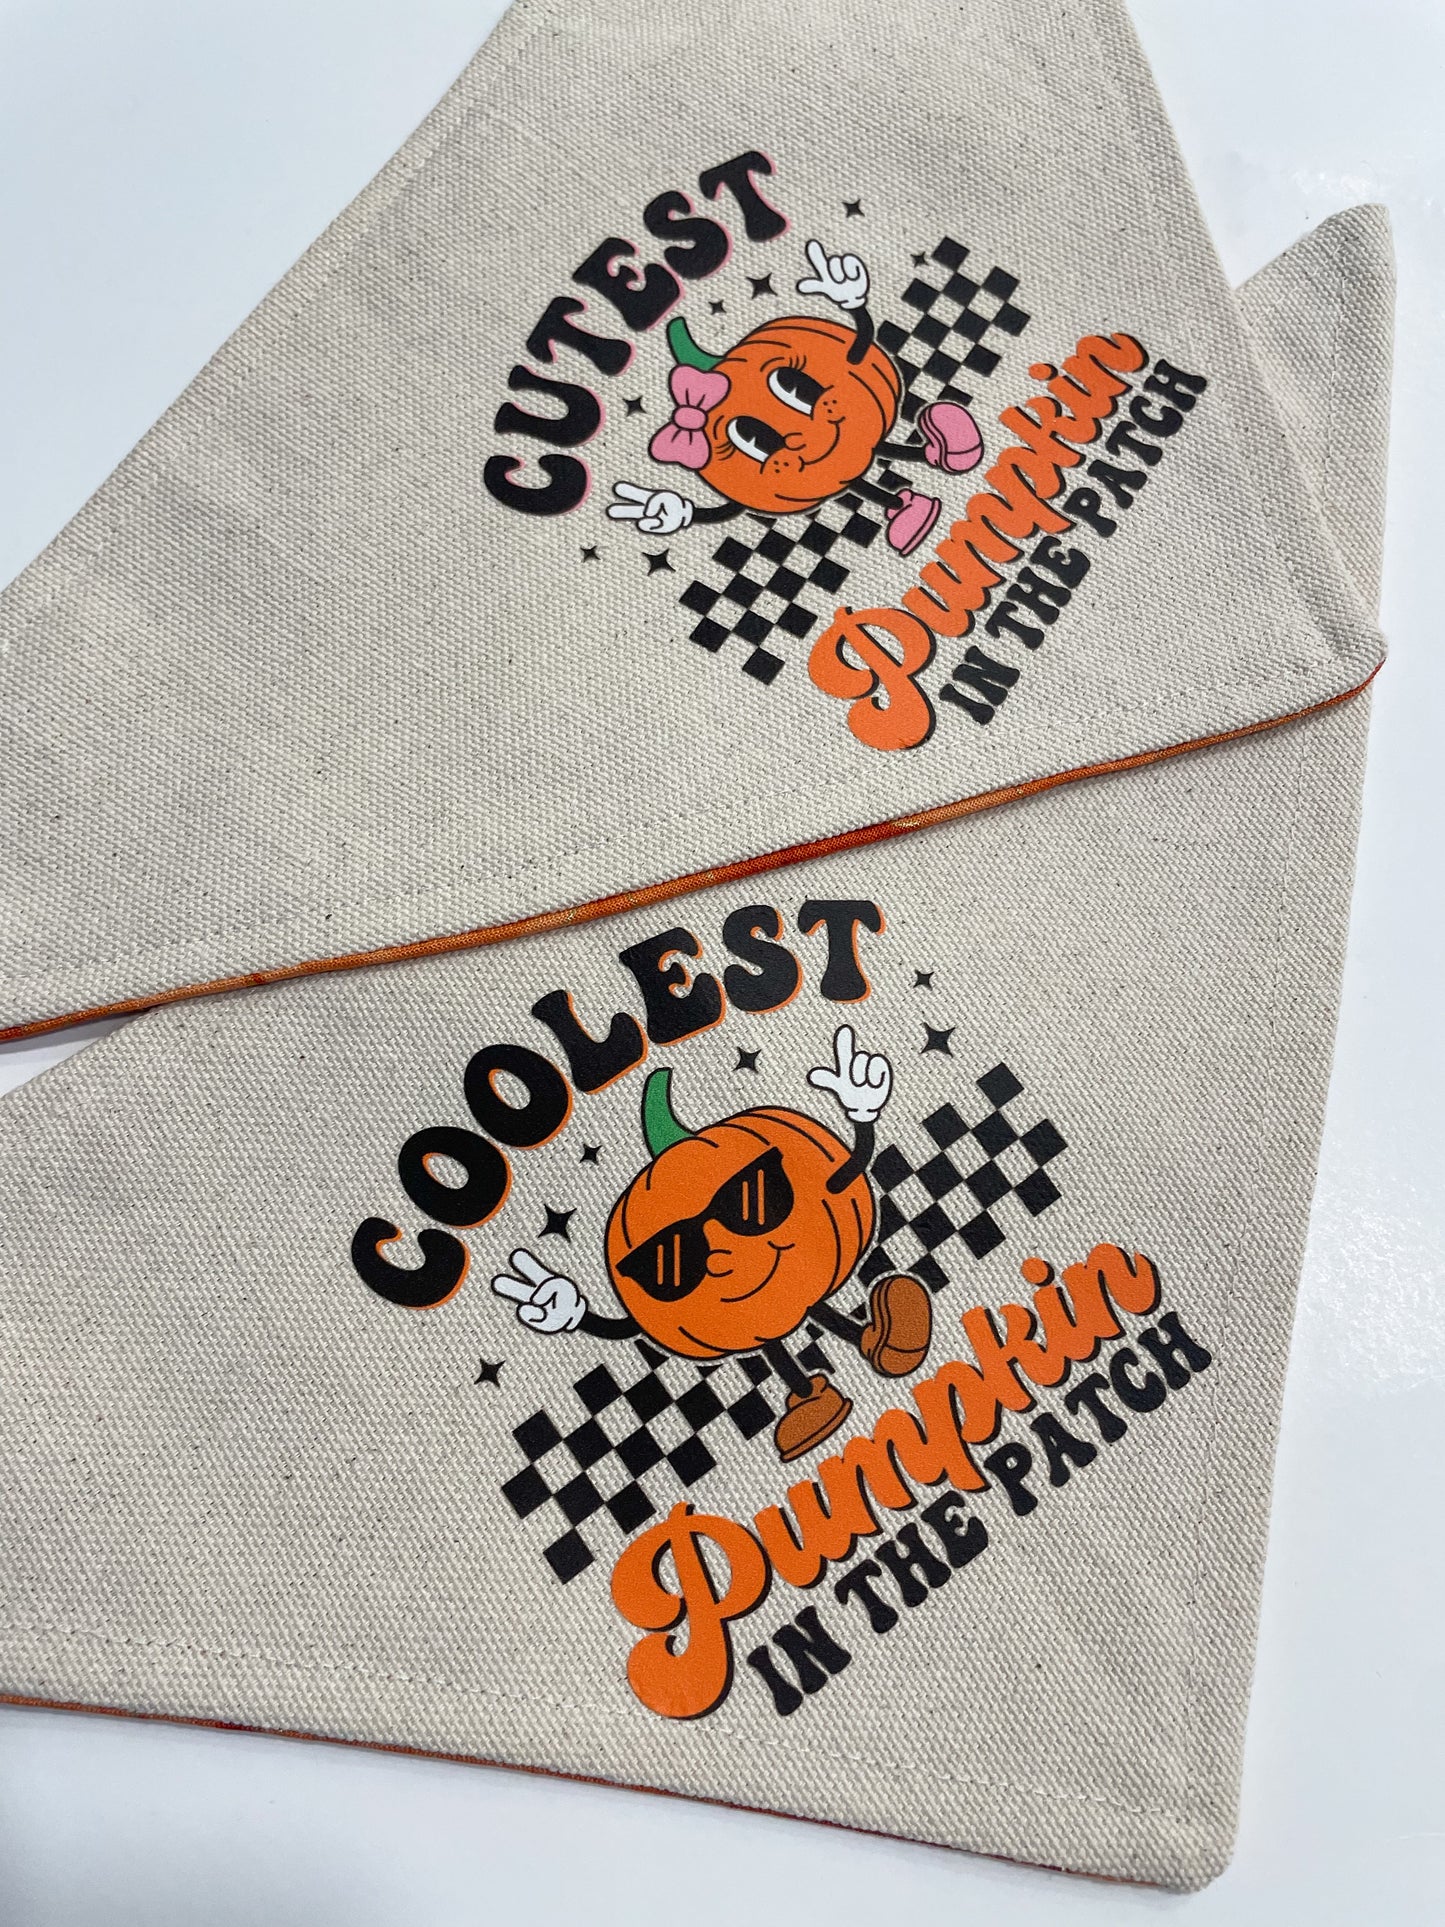 CUTEST
Pumpkin
IN THE PATCH
COOLEST
Pumpkin
IN THE PATCH